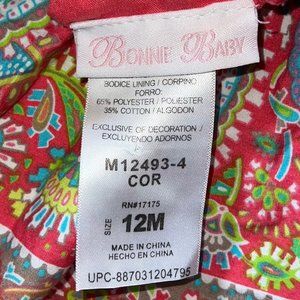 BONNIE BABY
BODICE LINING / CORPINO
FORRO:
65% POLYESTER / POLIESTER
35% COTTON / ALGODON
EXCLUSIVE OF DECORATION /
EXCLUYENDO ADORNOS
M12493-4
COR
RN#17175
SIZE 12M
MADE IN CHINA
HECHO EN CHINA
UPC-887031204795